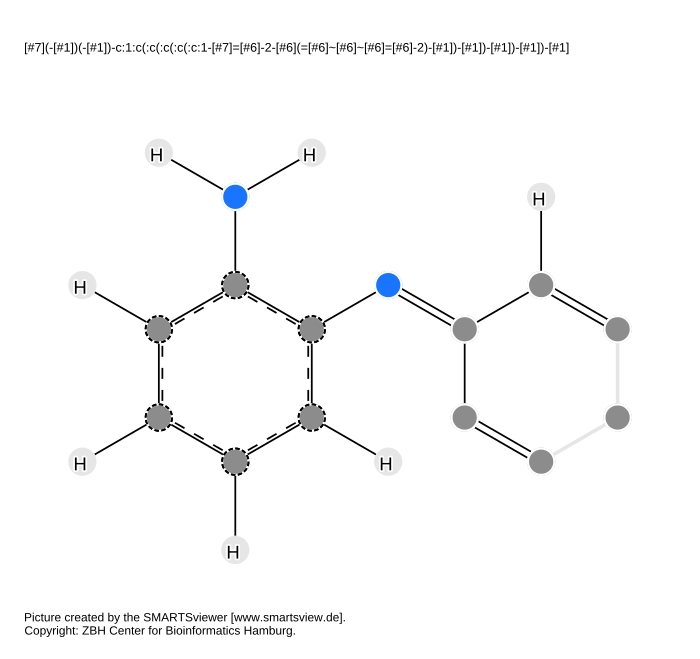 [#7](-[#1])(-[#1])-c:1:c(:c(:c(:c(:c:1-[#7]=[#6]-2-[#6](=[#6]~[#6]~[#6]=[#6]-2)-[#1])-[#1])-[#1])-[#1])-[#1]
H H
H
H
H H
H
Picture created by the SMARTSviewer [www.smartsview.de].
Copyright: ZBH Center for Bioinformatics Hamburg.